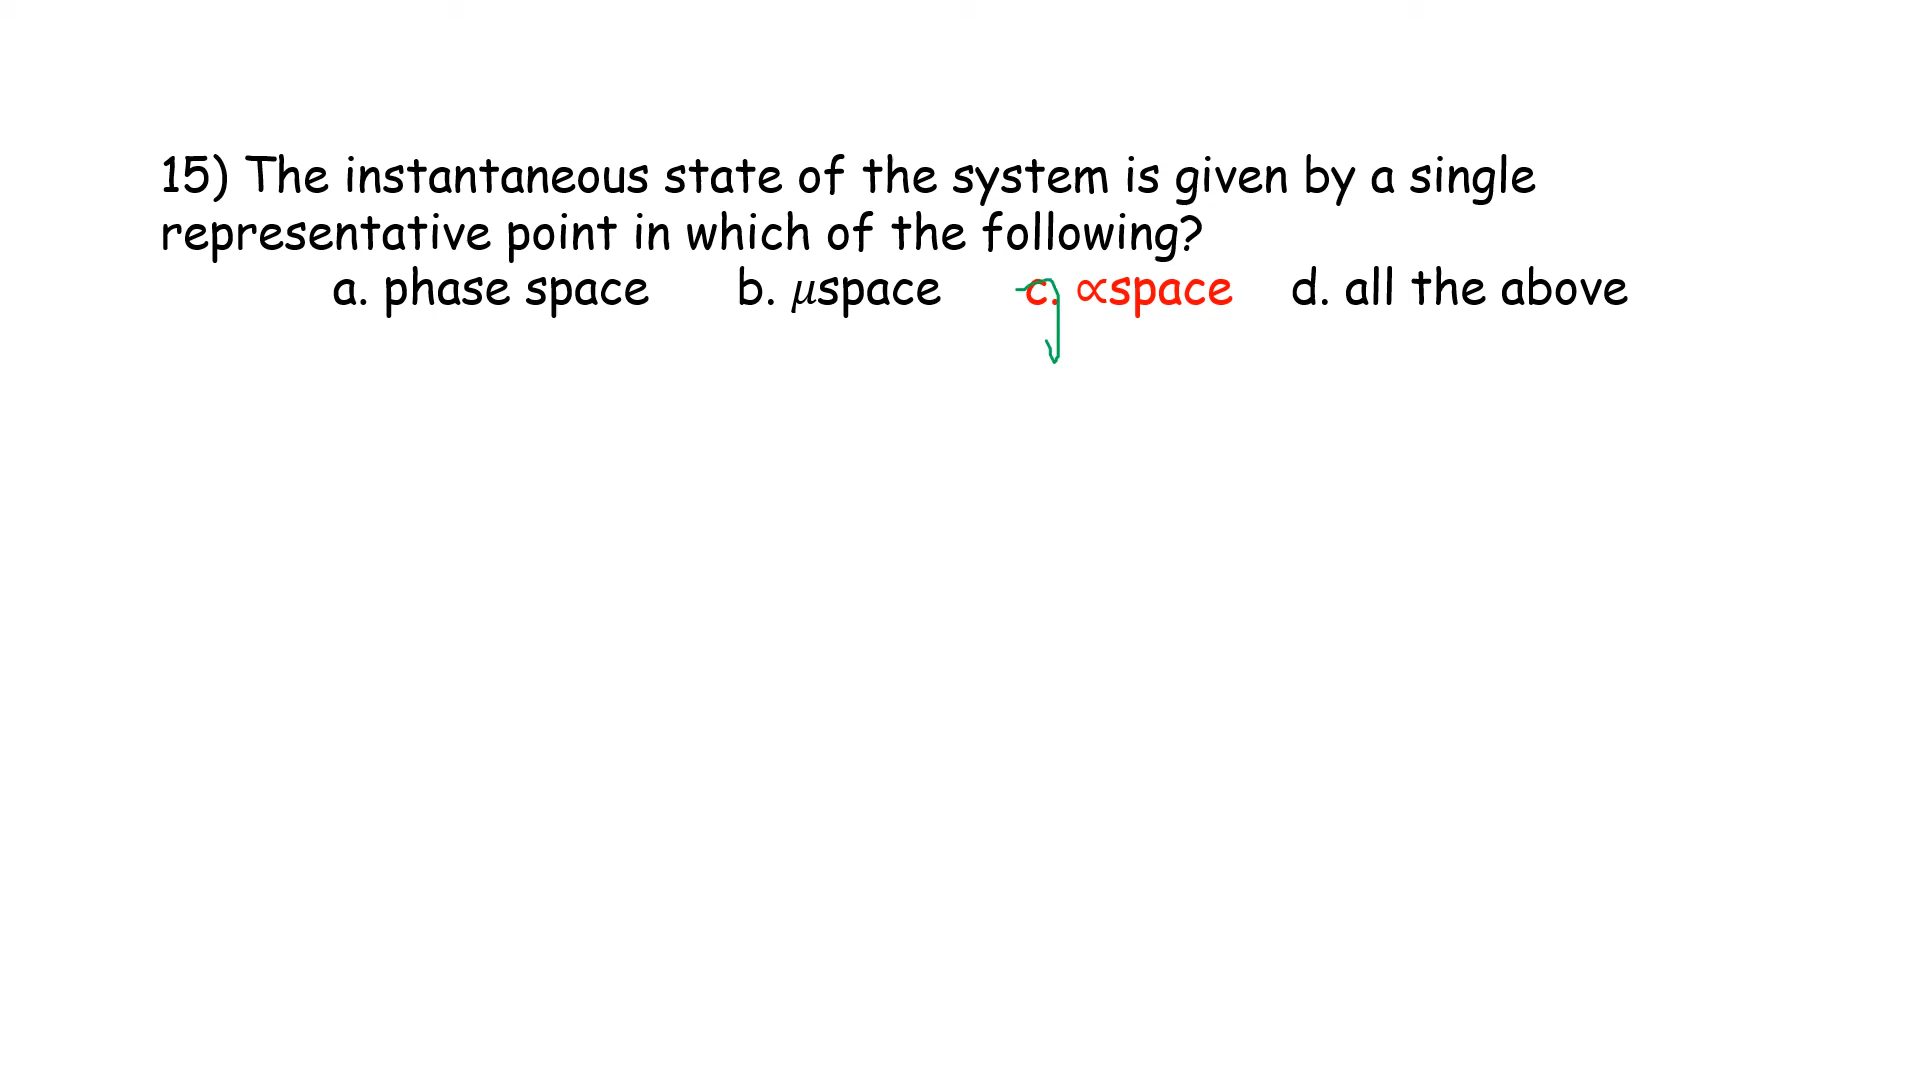 15) The instantaneous state of the system is given by a single
representative point in which of the following?
a. phase space b. μspace c. ∝space d. all the above